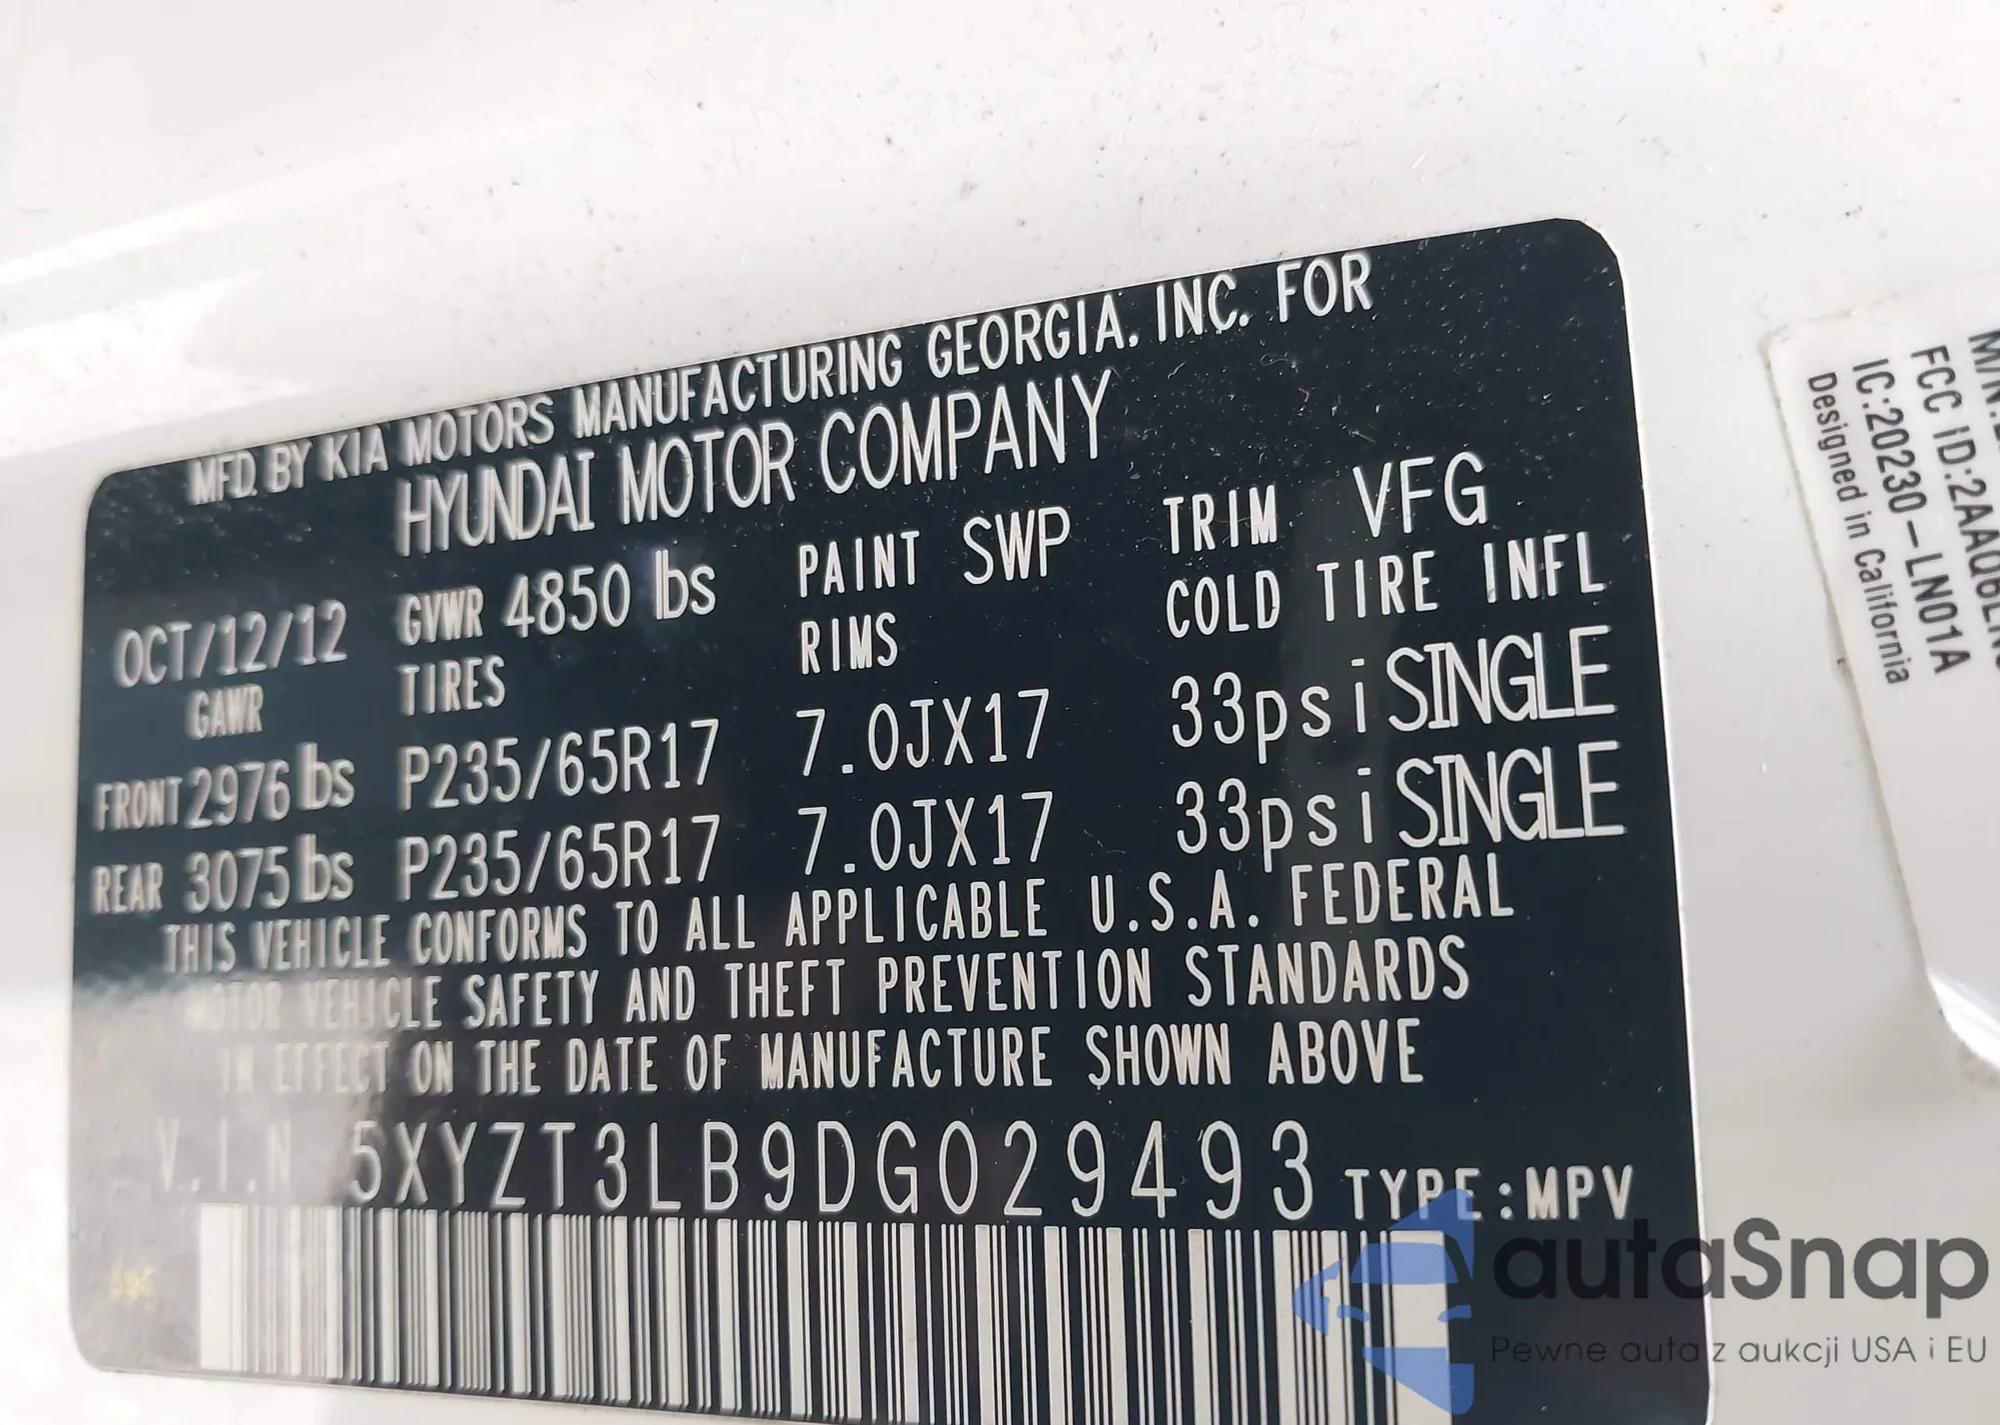 MFD. BY KIA MOTORS MANUFACTURING GEORGIA, INC. FOR
HYUNDAI MOTOR COMPANY
OCT/12/12 GVWR 4850 lbs PAINT SWP TRIM VFG
GAWR TIRES RIMS COLD TIRE INFL
FRONT 2976 lbs P235/65R17 7.0JX17 33psi SINGLE
REAR 3075 lbs P235/65R17 7.0JX17 33psi SINGLE
THIS VEHICLE CONFORMS TO ALL APPLICABLE U.S.A. FEDERAL
MOTOR VEHICLE SAFETY AND THEFT PREVENTION STANDARDS
IN EFFECT ON THE DATE OF MANUFACTURE SHOWN ABOVE
V.I.N 5XYZT3LB9DG029493 TYPE:MPV
M/N:
FCC ID:2AAQ6LN
IC:20230-LN01A
Designed in California
autaSnap
Pewne auta z aukcji USA i EU